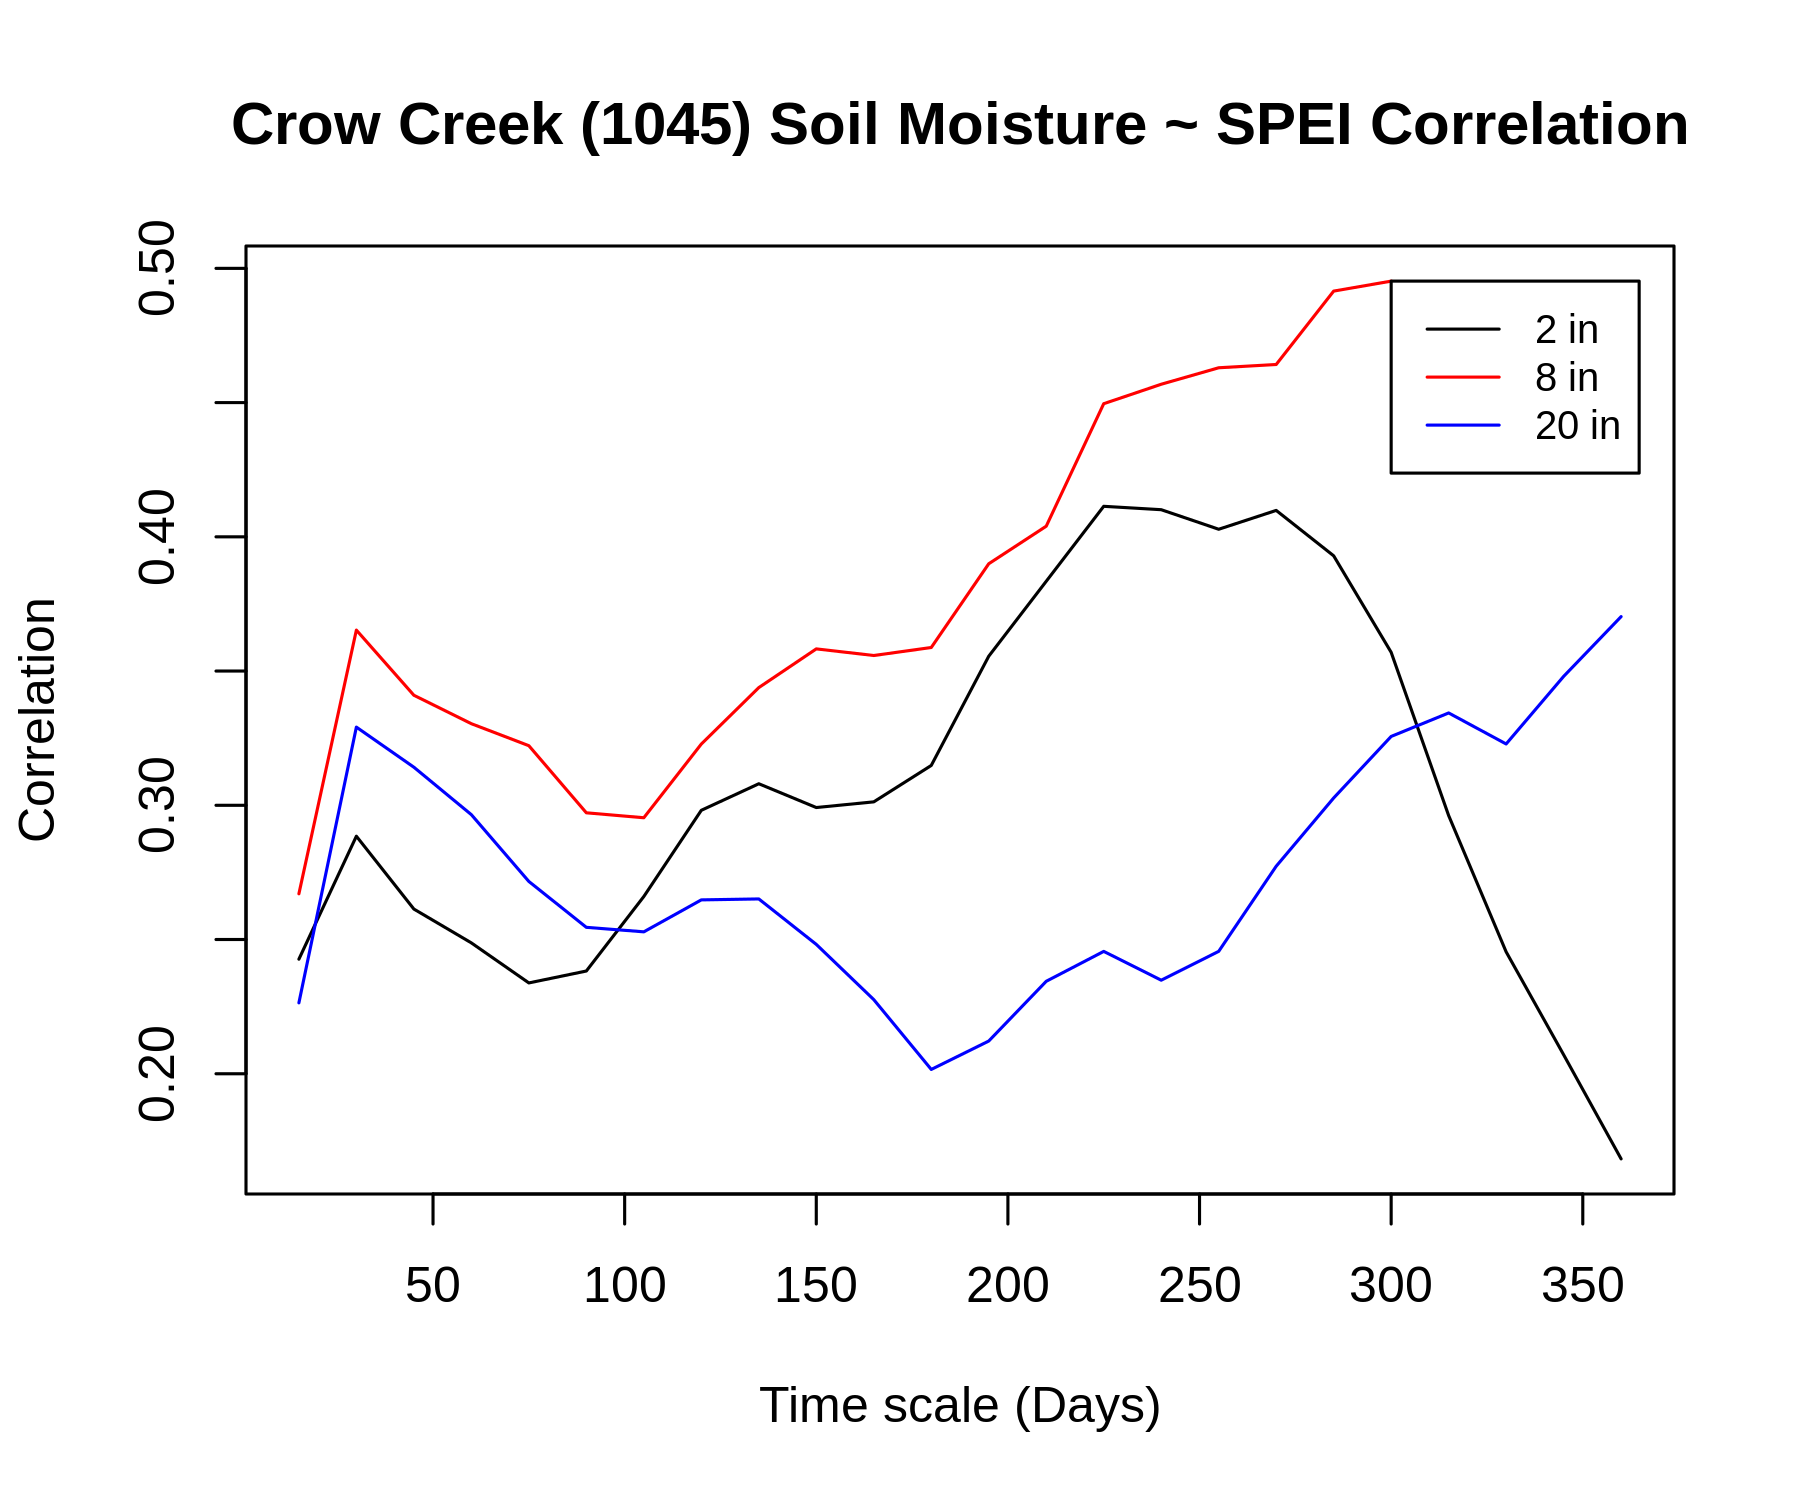 Crow Creek (1045) Soil Moisture ~ SPEI Correlation
0.50
0.40
0.30
0.20
Correlation
2 in
8 in
20 in
50 100 150 200 250 300 350
Time scale (Days)